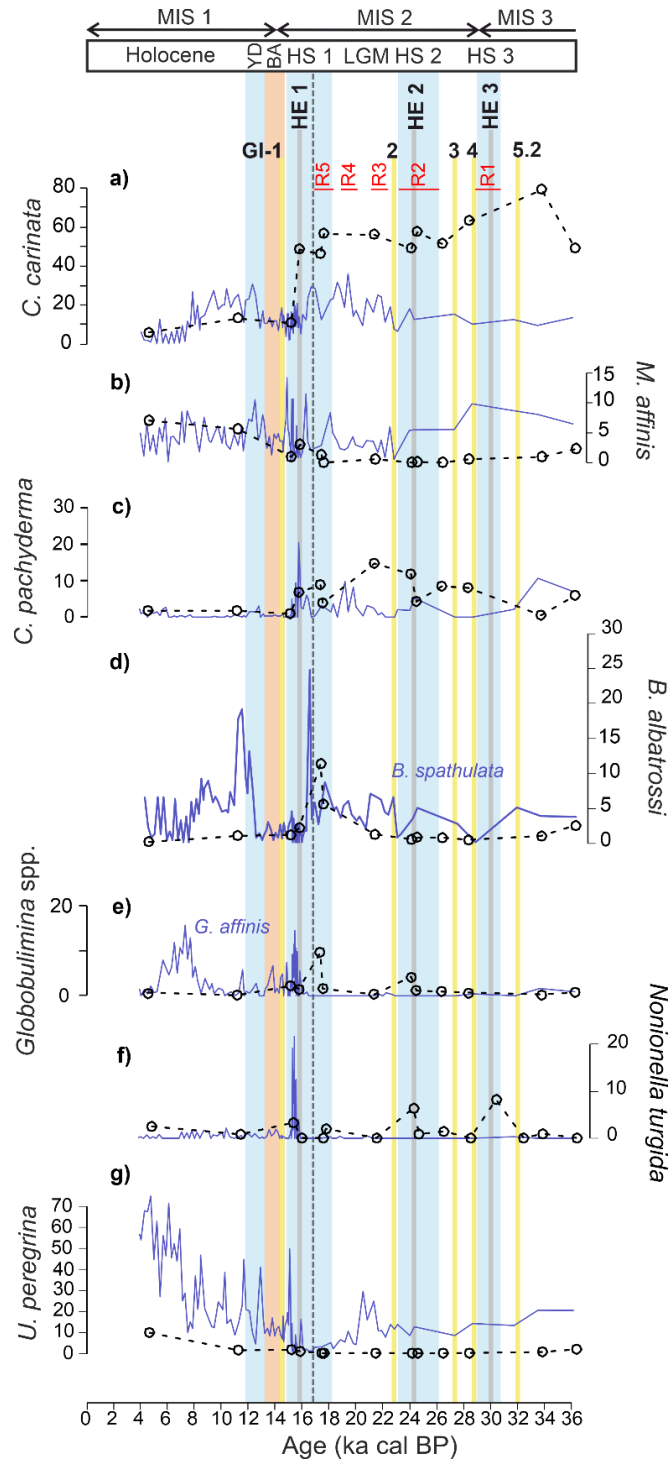 MIS 1 MIS 2 MIS 3
Holocene YD BA HS 1 LGM HS 2 HS 3
HE 1 HE 2 HE 3
GI-1 2 3 4 5.2
R5 R4 R3 R2 R1
a)
C. carinata
80
60
40
20
0
b)
M. affinis
15
10
5
0
c)
C. pachyderma
30
20
10
0
d)
B. albatrossi
30
25
20
15
10
5
0
B. spathulata
e)
Globobulimina spp.
20
0
G. affinis
f)
Nonionella turgida
20
10
0
g)
U. peregrina
70
60
50
40
30
20
10
0
0 2 4 6 8 10 12 14 16 18 20 22 24 26 28 30 32 34 36
Age (ka cal BP)